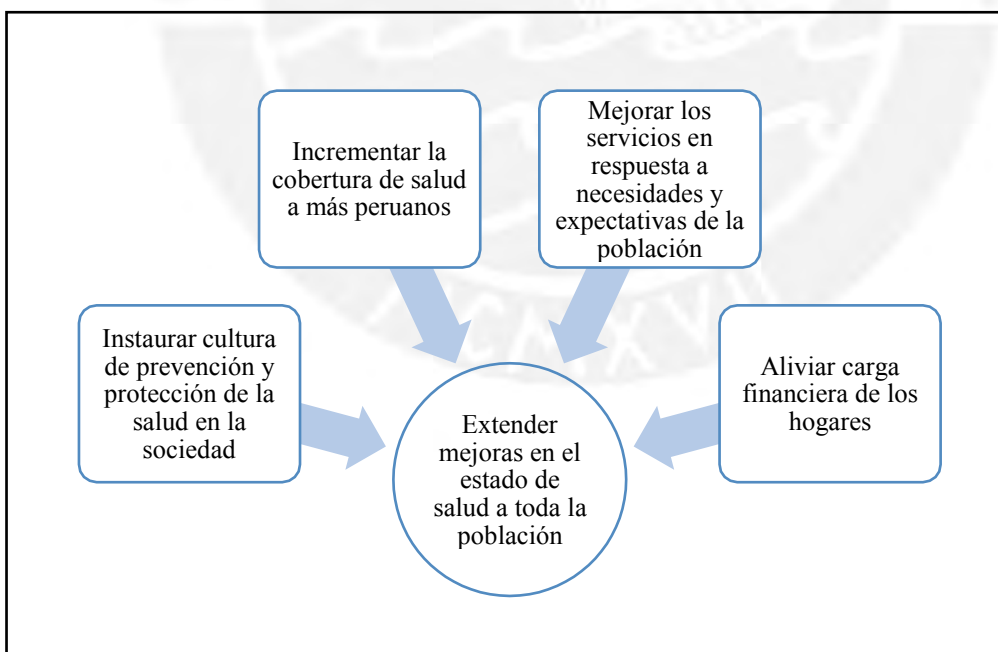 Incrementar la
cobertura de salud
a más peruanos
Mejorar los
servicios en
respuesta a
necesidades y
expectativas de la
población
Instaurar cultura
de prevención y
protección de la
salud en la
sociedad
Aliviar carga
financiera de los
hogares
Extender
mejoras en el
estado de
salud a toda la
población